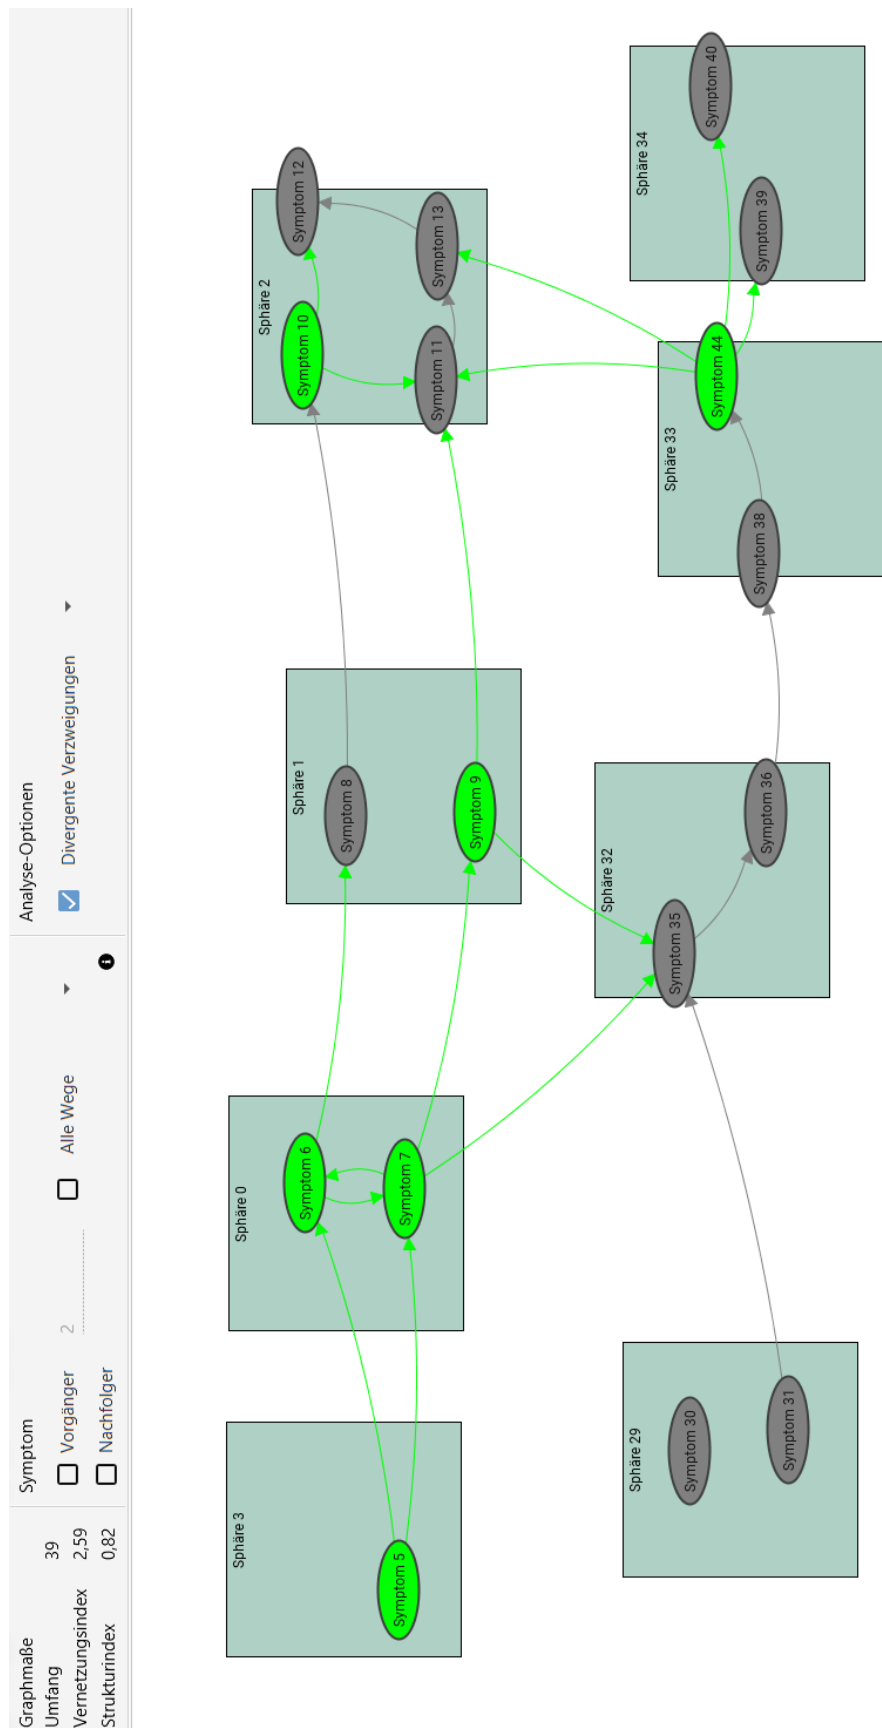 Graphmaße
Umfang 39
Vernetzungsindex 2,59
Strukturindex 0,82
Symptom
Vorgänger 2
Nachfolger
Alle Wege
Analyse-Optionen
Divergente Verzweigungen
Sphäre 3
Symptom 5
Sphäre 0
Symptom 6
Symptom 7
Sphäre 1
Symptom 8
Symptom 9
Sphäre 2
Symptom 10
Symptom 12
Symptom 11
Symptom 13
Sphäre 29
Symptom 30
Symptom 31
Sphäre 32
Symptom 35
Symptom 36
Sphäre 33
Symptom 44
Symptom 38
Sphäre 34
Symptom 40
Symptom 39